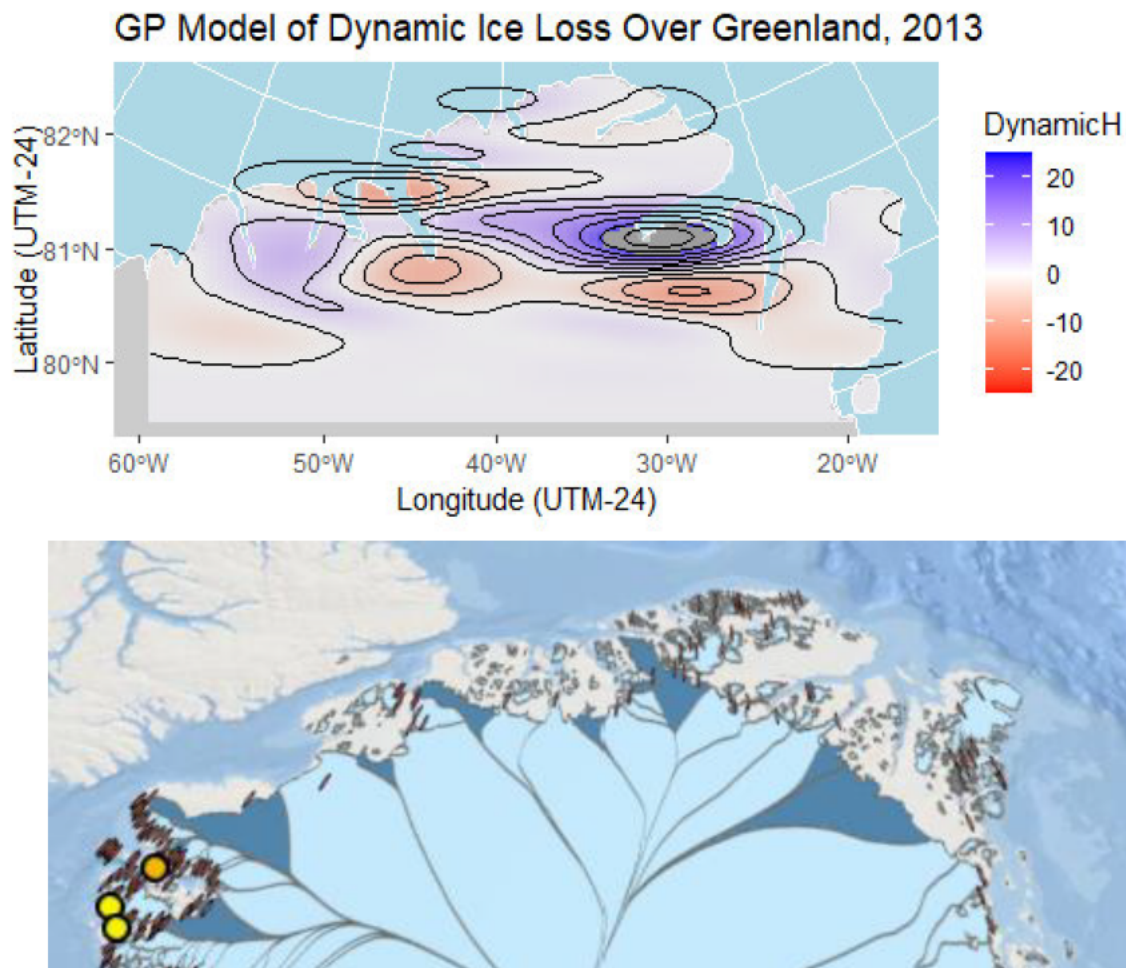 GP Model of Dynamic Ice Loss Over Greenland, 2013
Latitude (UTM-24)
82°N
81°N
80°N
60°W 50°W 40°W 30°W 20°W
Longitude (UTM-24)
DynamicH
20
10
0
-10
-20